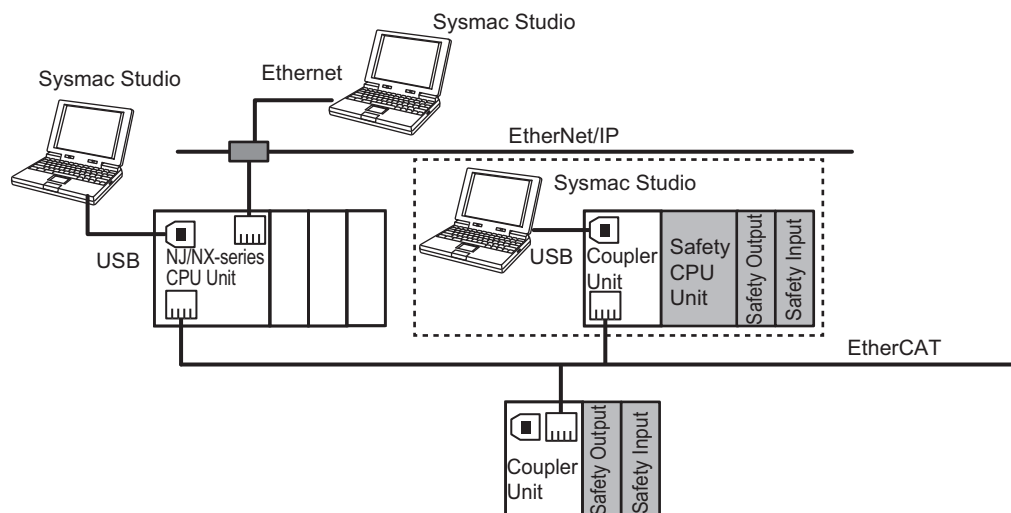 Sysmac Studio
Ethernet
Sysmac Studio
EtherNet/IP
Sysmac Studio
USB
NJ/NX-series
CPU Unit
USB
Coupler
Unit
Safety
CPU
Unit
Safety Output
Safety Input
EtherCAT
Coupler
Unit
Safety Output
Safety Input